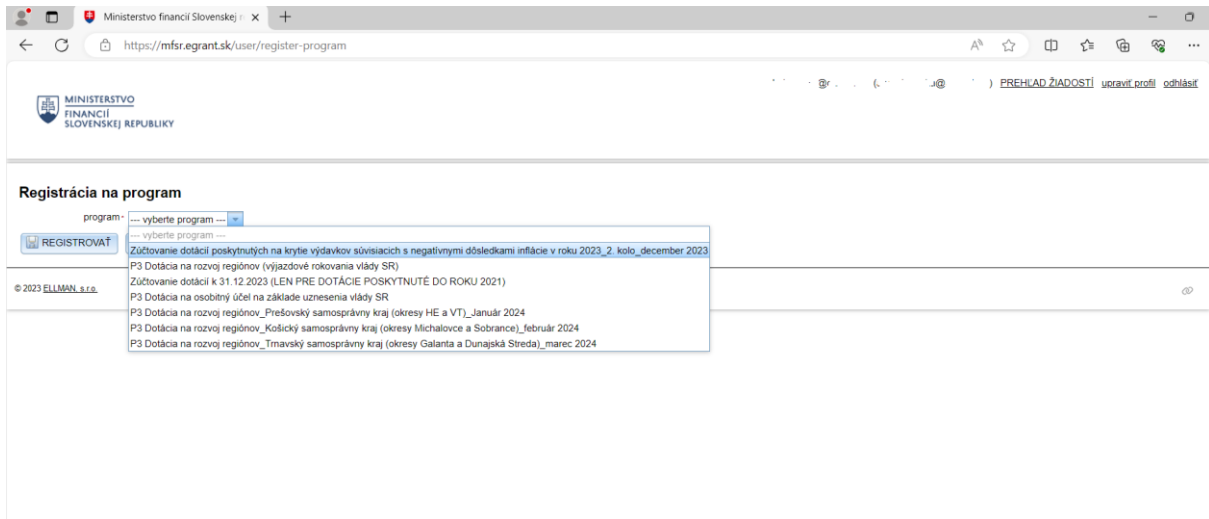 Ministerstvo financií Slovenskej r
https://mfsr.egrant.sk/user/register-program
PREHĽAD ŽIADOSTÍ upraviť profil odhlásiť
MINISTERSTVO
FINANCIÍ
SLOVENSKEJ REPUBLIKY
Registrácia na program
program- --- vyberte program ---
--- vyberte program ---
REGISTROVAŤ
Zúčtovanie dotácií poskytnutých na krytie výdavkov súvisiacich s negatívnymi dôsledkami inflácie v roku 2023_2. kolo_december 2023
P3 Dotácia na rozvoj regiónov (výjazdové rokovania vlády SR)
Zúčtovanie dotácií k 31.12.2023 (LEN PRE DOTÁCIE POSKYTNUTÉ DO ROKU 2021)
P3 Dotácia na osobitný účel na základe uznesenia vlády SR
P3 Dotácia na rozvoj regiónov_Prešovský samosprávny kraj (okresy HE a VT)_Január 2024
P3 Dotácia na rozvoj regiónov_Košický samosprávny kraj (okresy Michalovce a Sobrance)_február 2024
P3 Dotácia na rozvoj regiónov_Trnavský samosprávny kraj (okresy Galanta a Dunajská Streda)_marec 2024
© 2023 ELLMAN, s.r.o.